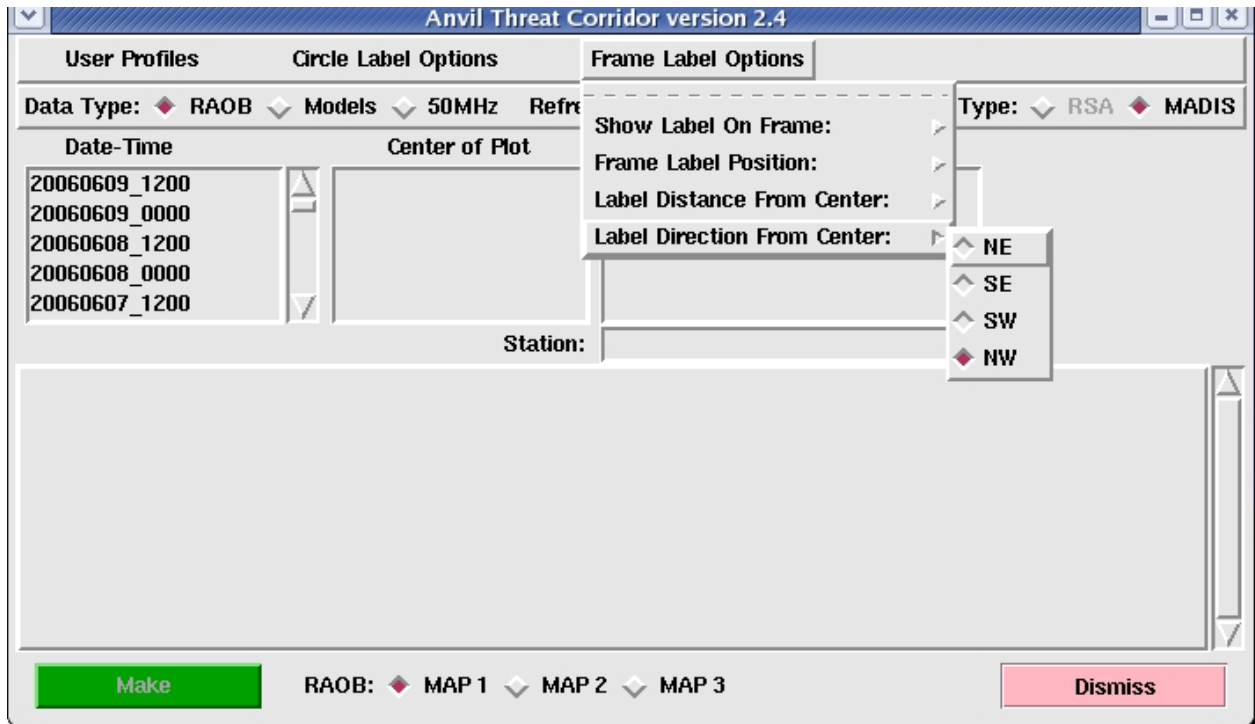 Anvil Threat Corridor version 2.4
User Profiles Circle Label Options Frame Label Options
Data Type: RAOB Models 50MHz Type: RSA MADIS
Show Label On Frame:
Frame Label Position:
Label Distance From Center:
Label Direction From Center:
NE
SE
SW
NW
Date-Time Center of Plot
20060609_1200
20060609_0000
20060608_1200
20060608_0000
20060607_1200
Station:
Make RAOB: MAP 1 MAP 2 MAP 3 Dismiss